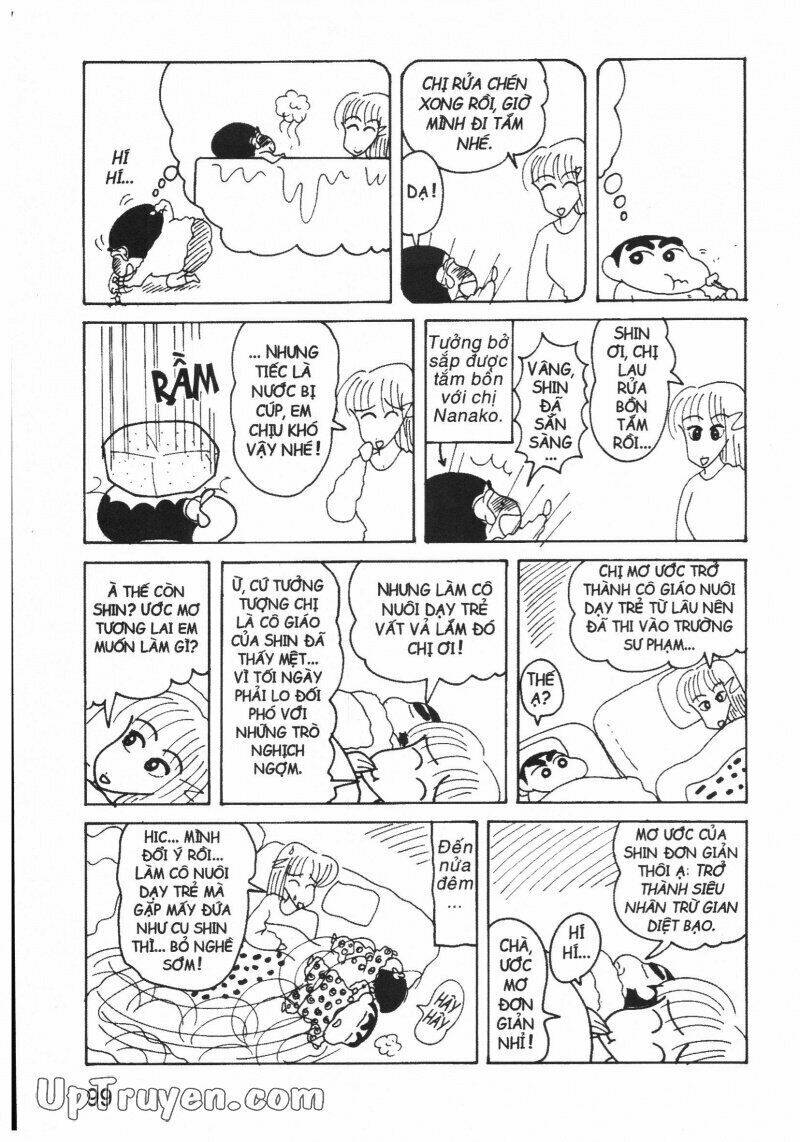 CHỊ RỬA CHÉN
XONG RỒI, GIỜ
MÌNH ĐI TẮM
NHÉ.
DẠ!
HÍ
HÍ...
SHIN
ƠI, CHỊ
LAU
RỬA
BỒN
TẮM
RỒI...
VÂNG,
SHIN
ĐÃ
SẴN
SÀNG
...
Tưởng bở
sắp được
tắm bồn
với chị
Nanako.
... NHƯNG
TIẾC LÀ
NƯỚC BỊ
CÚP, EM
CHỊU KHÓ
VẬY NHÉ!
RẦM
CHỊ MƠ ƯỚC TRỞ
THÀNH CÔ GIÁO NUÔI
DẠY TRẺ TỪ LÂU NÊN
ĐÃ THI VÀO TRƯỜNG
SƯ PHẠM...
THẾ
Ạ?
NHƯNG LÀM CÔ
NUÔI DẠY TRẺ
VẤT VẢ LẮM ĐÓ
CHỊ ƠI!
Ừ, CỨ TƯỞNG
TƯỢNG CHỊ
LÀ CÔ GIÁO
CỦA SHIN ĐÃ
THẤY MỆT...
VÌ TỐI NGÀY
PHẢI LO ĐỐI
PHÓ VỚI
NHỮNG TRÒ
NGHỊCH
NGỢM.
À THẾ CÒN
SHIN? ƯỚC MƠ
TƯƠNG LAI EM
MUỐN LÀM GÌ?
MƠ ƯỚC CỦA
SHIN ĐƠN GIẢN
THÔI Ạ: TRỞ
THÀNH SIÊU
NHÂN TRỪ GIAN
DIỆT BẠO.
HÍ
HÍ...
CHÀ,
ƯỚC
MƠ
ĐƠN
GIẢN
NHỈ!
Đến
nửa
đêm
...
HIC... MÌNH
ĐỔI Ý RỒI...
LÀM CÔ NUÔI
DẠY TRẺ MÀ
GẶP MẤY ĐỨA
NHƯ CU SHIN
THÌ... BỎ NGHỀ
SỚM!
HÂY
HÂY
99
UPTRUYEN.COM